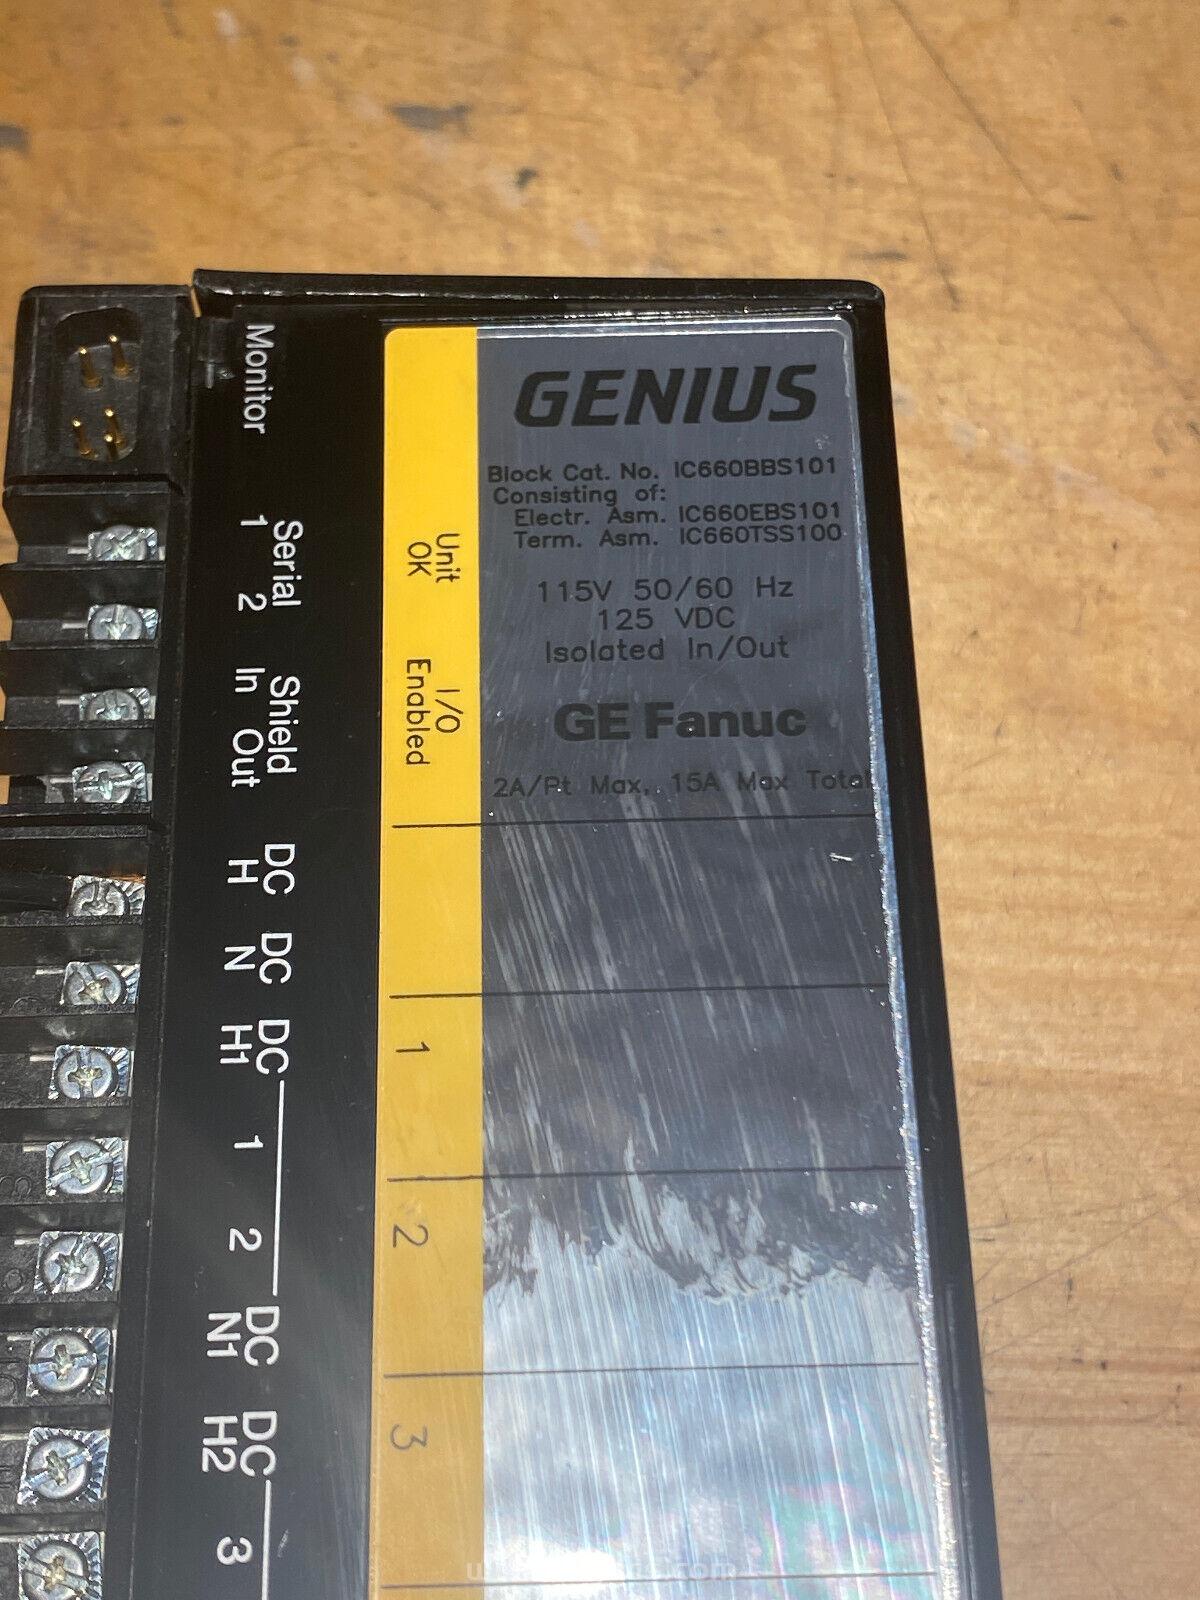 GENIUS
Block Cat. No. IC660BBS101
Consisting of:
Electr. Asm. IC660EBS101
Term. Asm. IC660TSS100
115V 50/60 Hz
125 VDC
Isolated In/Out
GE Fanuc
2A/Pt Max, 15A Max Total
Unit
OK
I/O
Enabled
1
2
3
Monitor
Serial
1 2
Shield
In Out
DC
H
DC
N
DC
H1
1
2
DC
N1
DC
H2
3